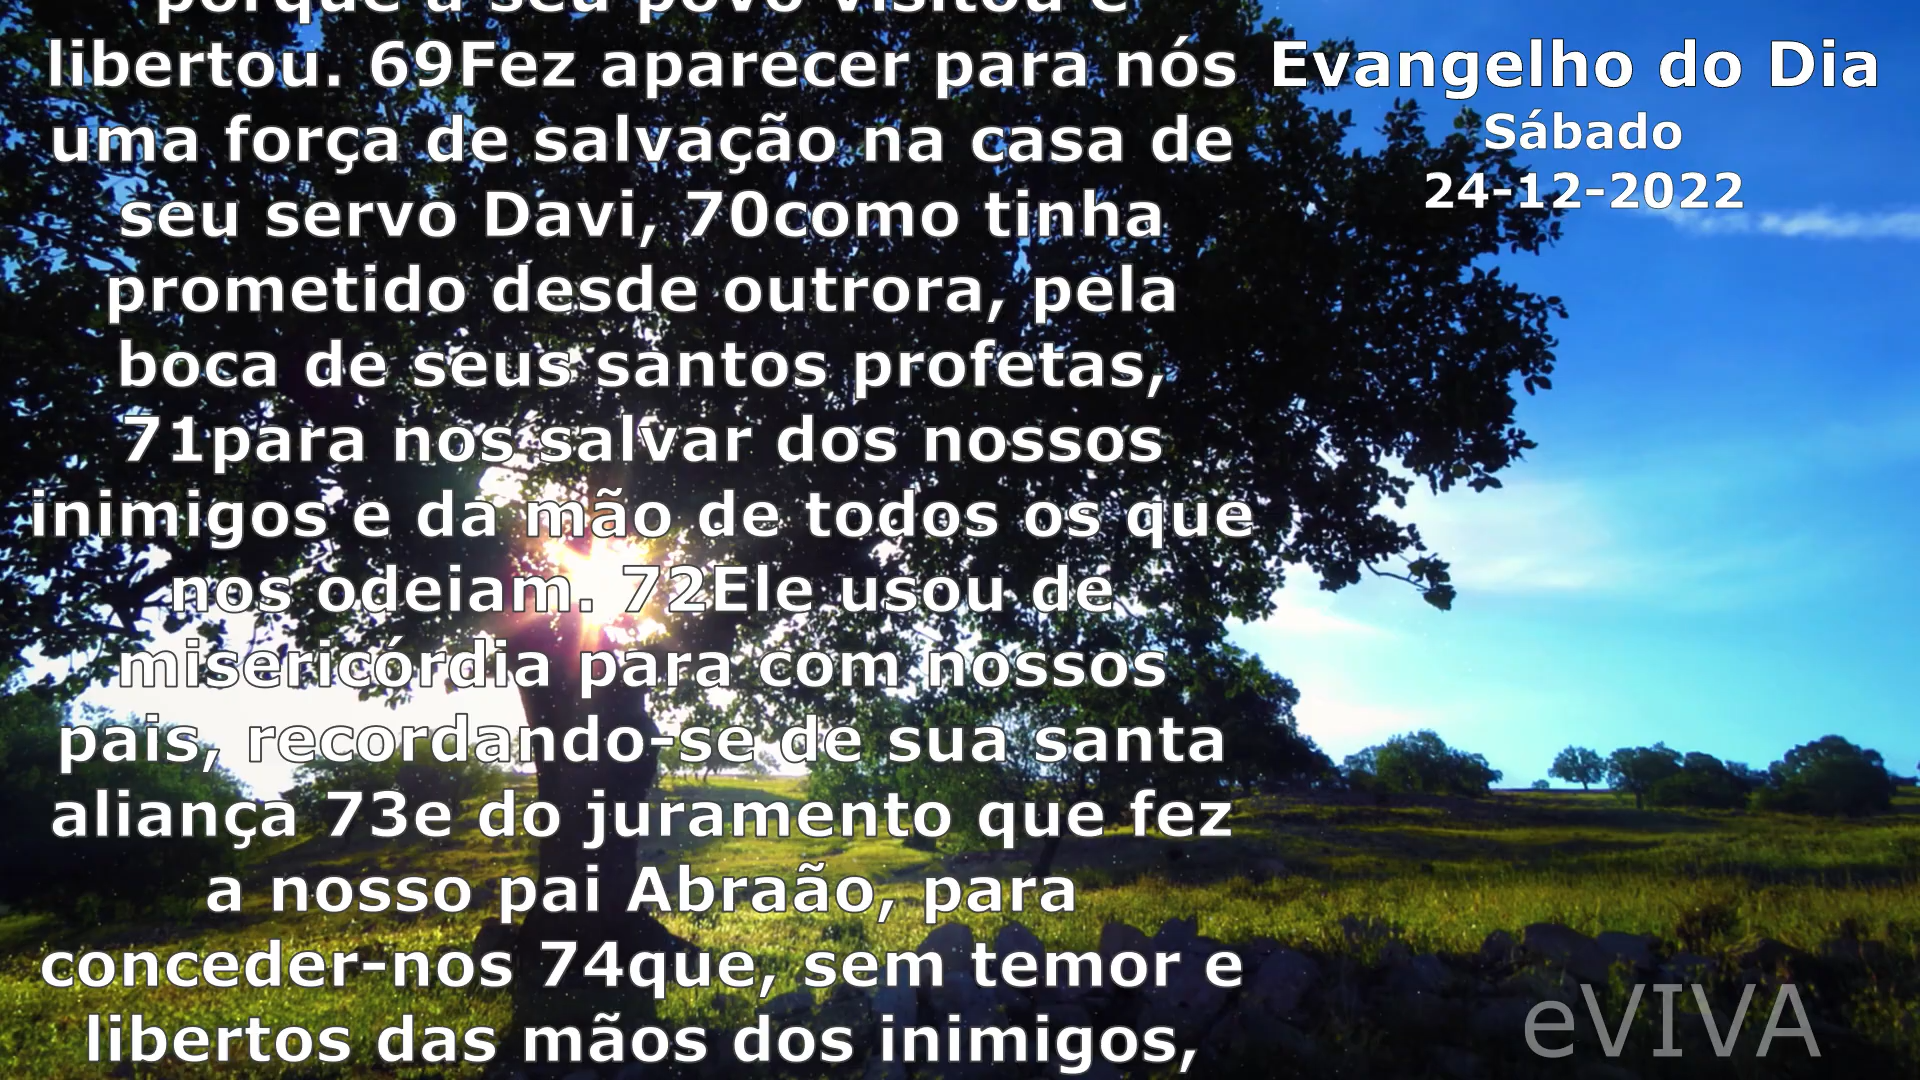 porque a seu povo visitou e
libertou. 69Fez aparecer para nós
uma força de salvação na casa de
seu servo Davi, 70como tinha
prometido desde outrora, pela
boca de seus santos profetas,
71para nos salvar dos nossos
inimigos e da mão de todos os que
nos odeiam. 72Ele usou de
misericórdia para com nossos
pais, recordando-se de sua santa
aliança 73e do juramento que fez
a nosso pai Abraão, para
conceder-nos 74que, sem temor e
libertos das mãos dos inimigos,
Evangelho do Dia
Sábado
24-12-2022
eVIVA